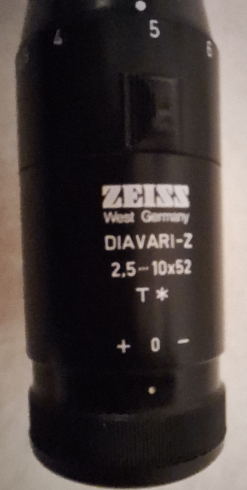 4 5 6
ZEISS
West Germany
DIAVARI-Z
2,5-10x52
T*
+ 0 -